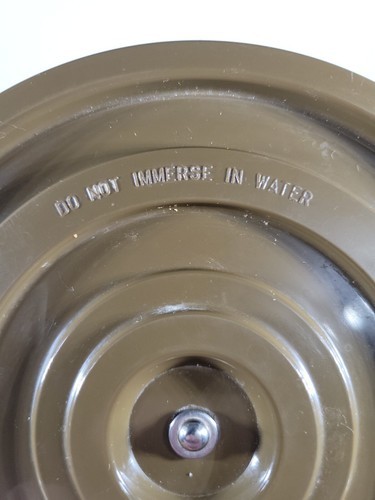 DO NOT IMMERSE IN WATER